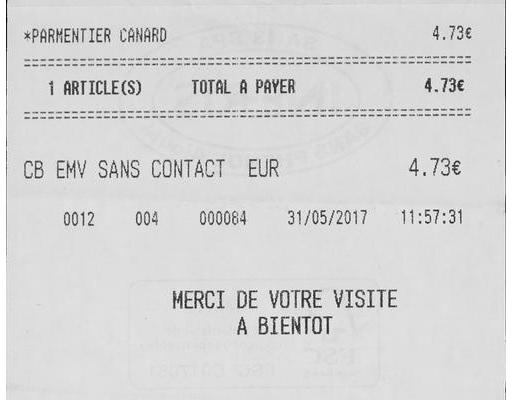 *PARMENTIER CANARD 4.73€
1 ARTICLE(S) TOTAL A PAYER 4.73€
CB EMV SANS CONTACT EUR 4.73€
0012 004 000084 31/05/2017 11:57:31
MERCI DE VOTRE VISITE
A BIENTOT